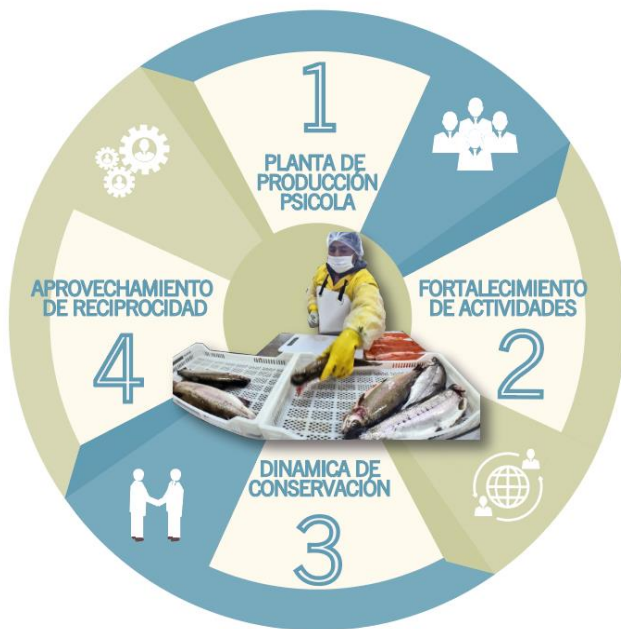 1
PLANTA DE
PRODUCCIÓN
PSICOLA
FORTALECIMIENTO
DE ACTIVIDADES
2
DINAMICA DE
CONSERVACIÓN
3
APROVECHAMIENTO
DE RECIPROCIDAD
4